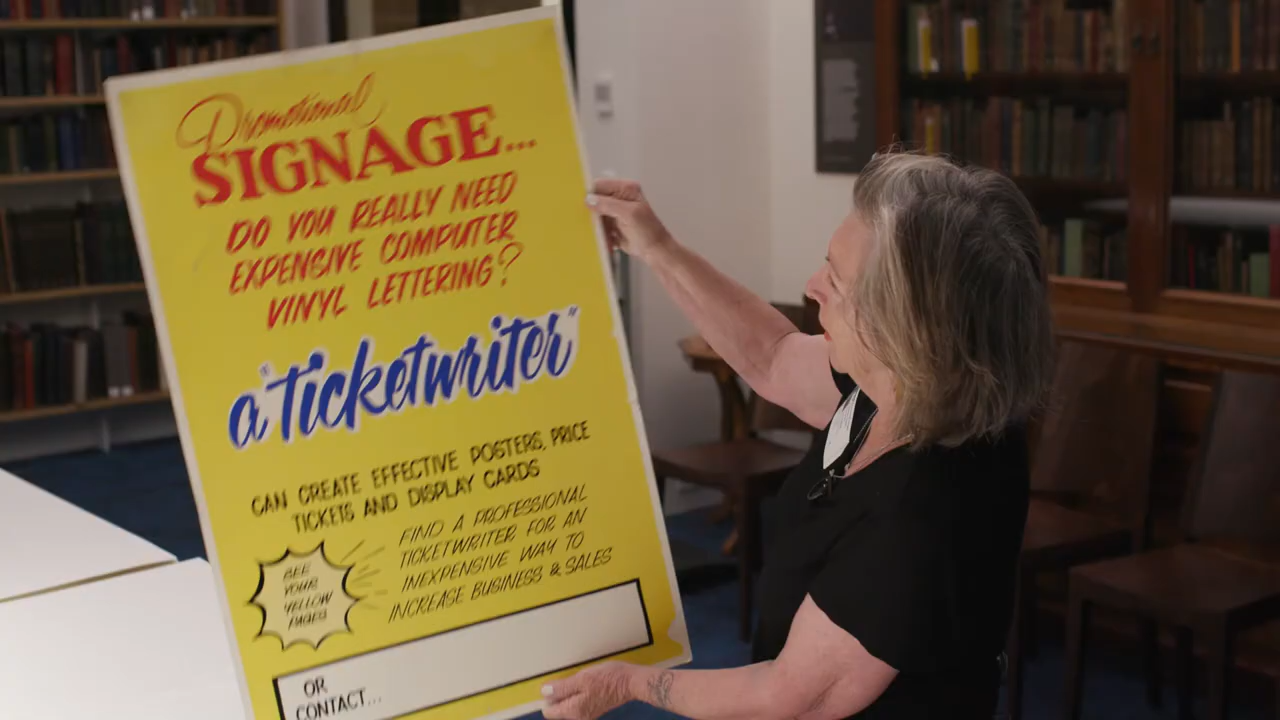 Promotional
SIGNAGE...
DO YOU REALLY NEED
EXPENSIVE COMPUTER
VINYL LETTERING?
a "Ticketwriter"
CAN CREATE EFFECTIVE POSTERS, PRICE
TICKETS AND DISPLAY CARDS
FIND A PROFESSIONAL
TICKETWRITER FOR AN
INEXPENSIVE WAY TO
INCREASE BUSINESS & SALES
SEE
YOUR
YELLOW
PAGES
OR
CONTACT...